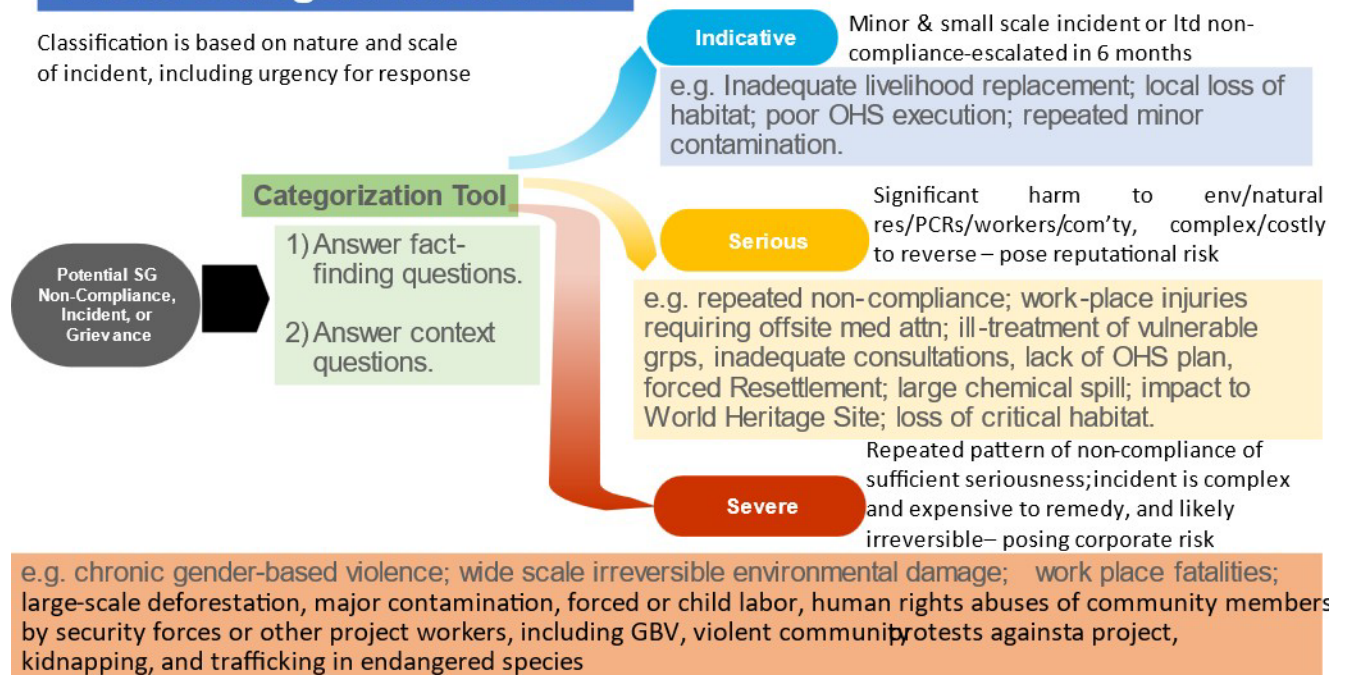 Classification is based on nature and scale
of incident, including urgency for response
Indicative
Minor & small scale incident or ltd non-
compliance-escalated in 6 months
e.g. Inadequate livelihood replacement; local loss of
habitat; poor OHS execution; repeated minor
contamination.
Categorization Tool
1) Answer fact-
finding questions.
2) Answer context
questions.
Potential SG
Non-Compliance,
Incident, or
Grievance
Serious
Significant harm to env/natural
res/PCRs/workers/com’ty, complex/costly
to reverse – pose reputational risk
e.g. repeated non-compliance; work-place injuries
requiring offsite med attn; ill-treatment of vulnerable
grps, inadequate consultations, lack of OHS plan,
forced Resettlement; large chemical spill; impact to
World Heritage Site; loss of critical habitat.
Severe
Repeated pattern of non-compliance of
sufficient seriousness; incident is complex
and expensive to remedy, and likely
irreversible– posing corporate risk
e.g. chronic gender-based violence; wide scale irreversible environmental damage; work place fatalities;
large-scale deforestation, major contamination, forced or child labor, human rights abuses of community members
by security forces or other project workers, including GBV, violent community protests against a project,
kidnapping, and trafficking in endangered species